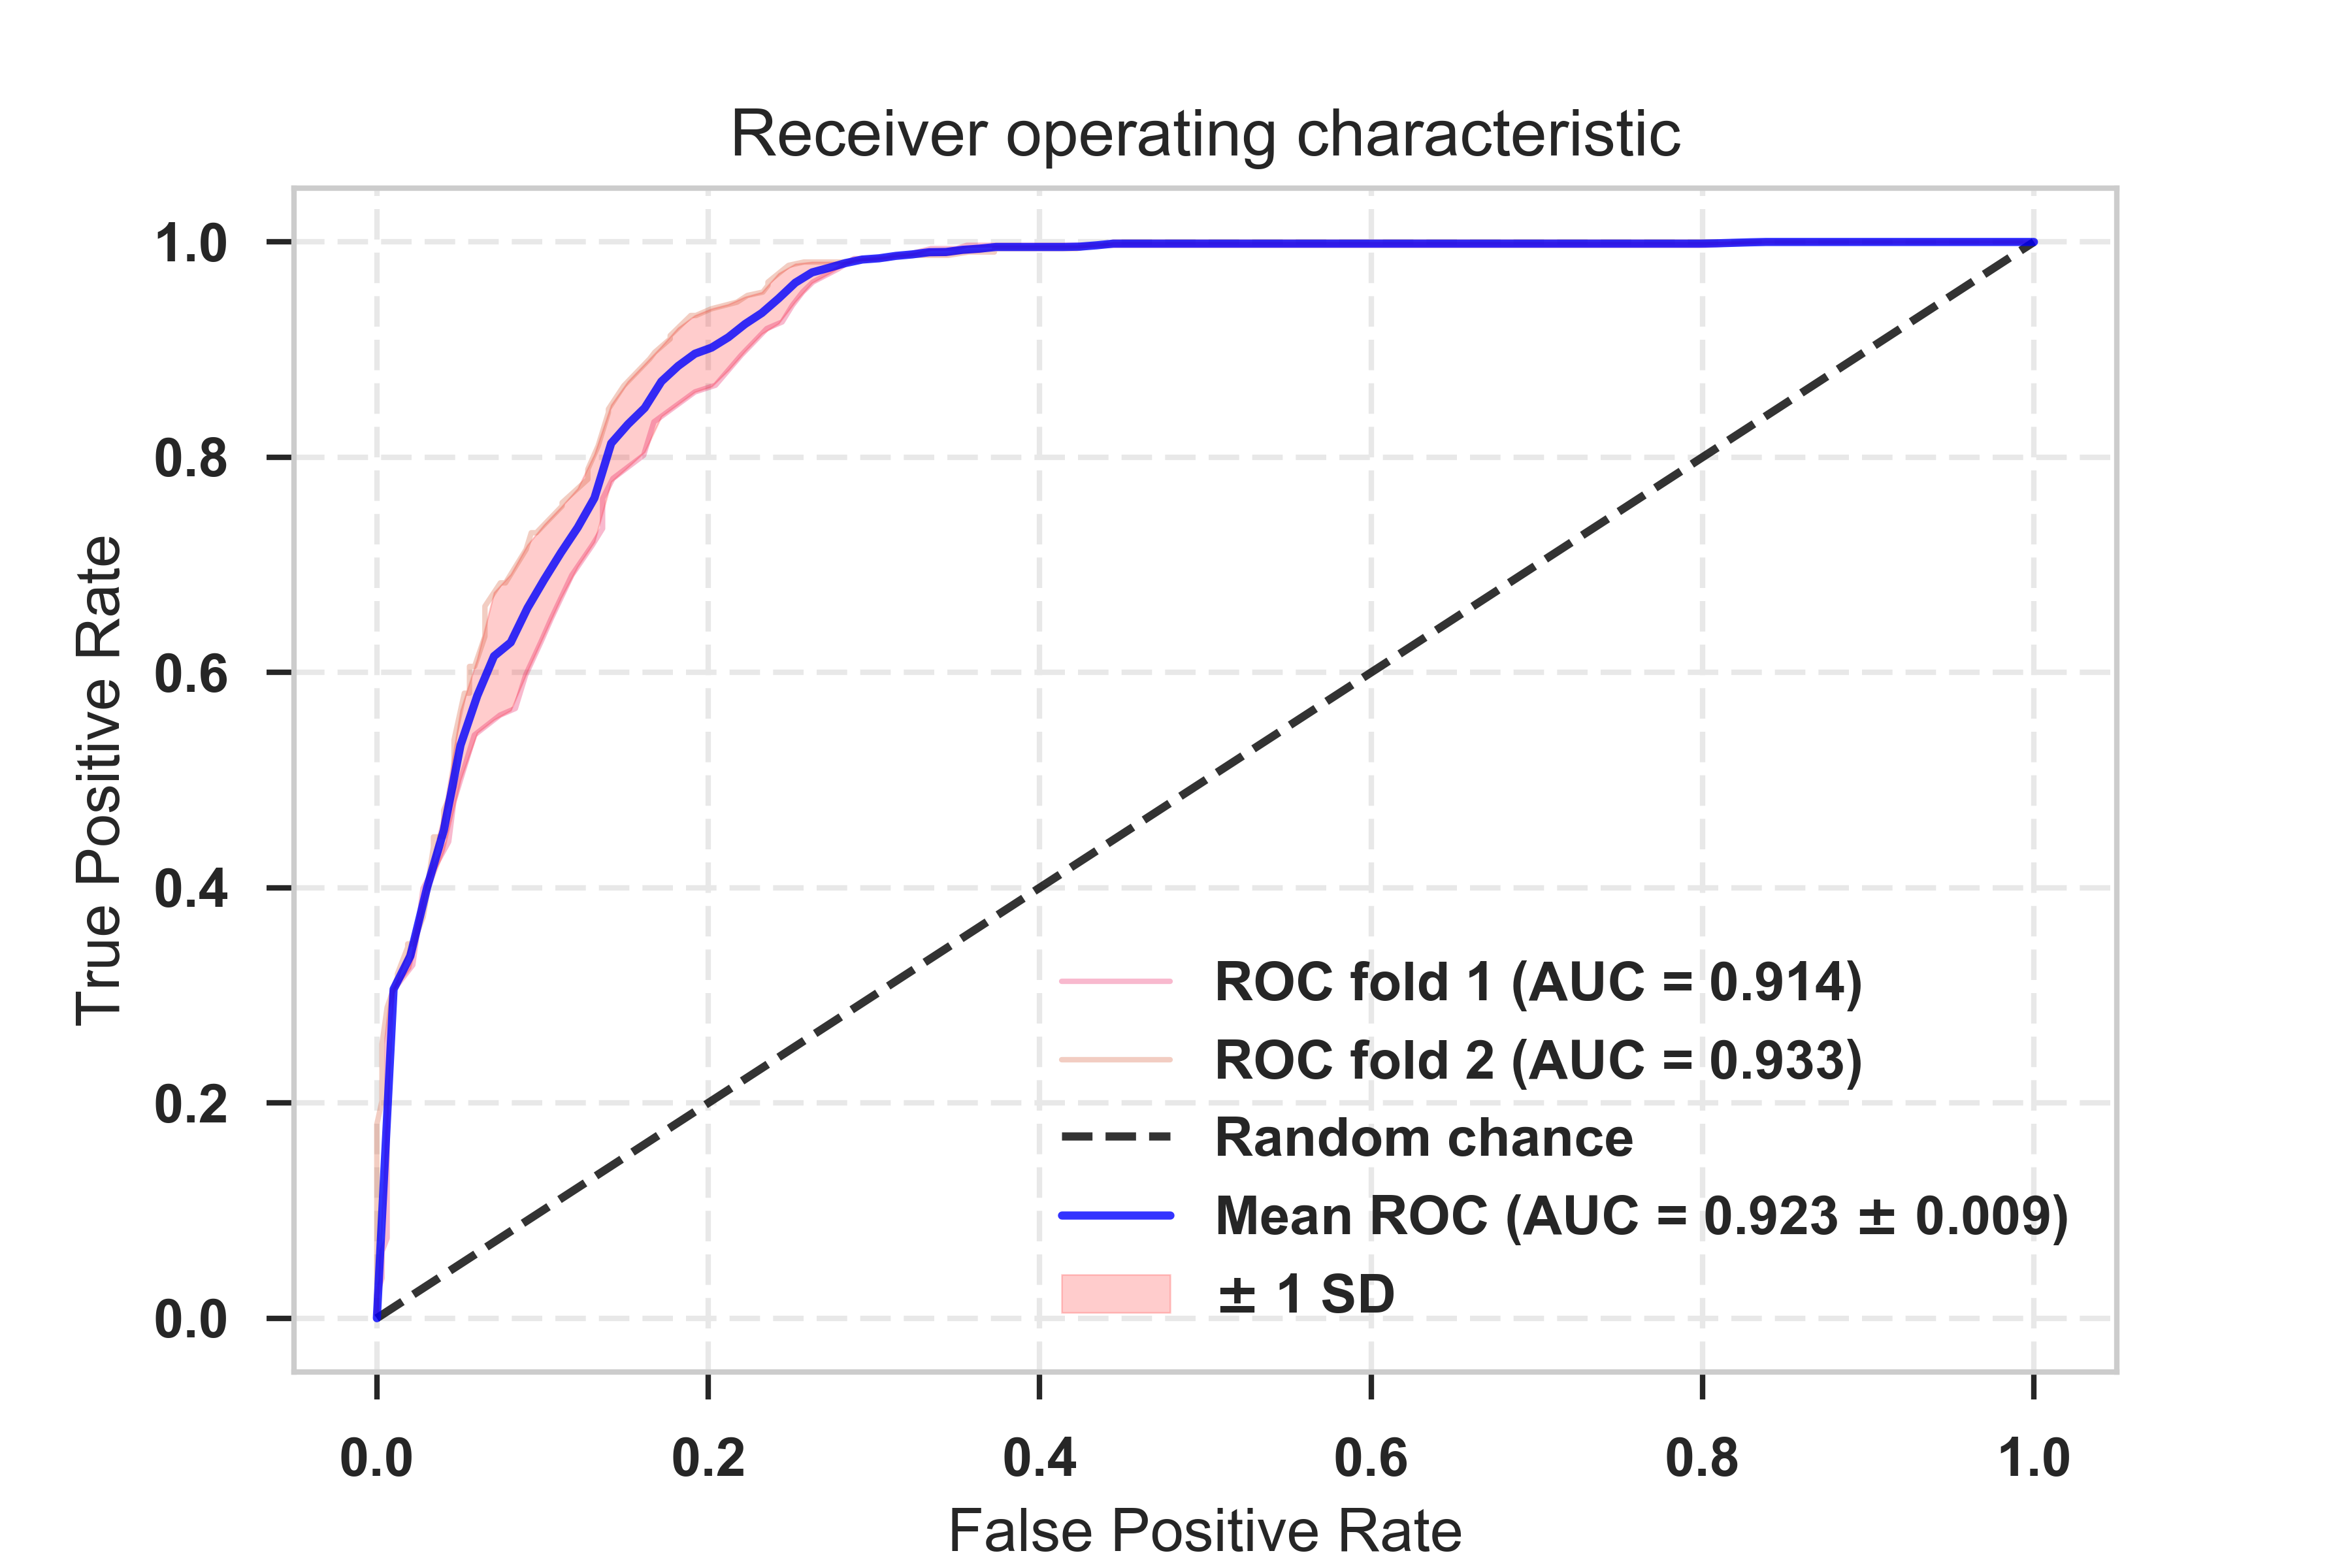 Receiver operating characteristic
1.0
0.8
0.6
0.4
0.2
0.0
True Positive Rate
ROC fold 1 (AUC = 0.914)
ROC fold 2 (AUC = 0.933)
Random chance
Mean ROC (AUC = 0.923 ± 0.009)
± 1 SD
0.0 0.2 0.4 0.6 0.8 1.0
False Positive Rate